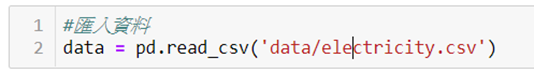 1 #匯入資料
2 data = pd.read_csv('data/electricity.csv')